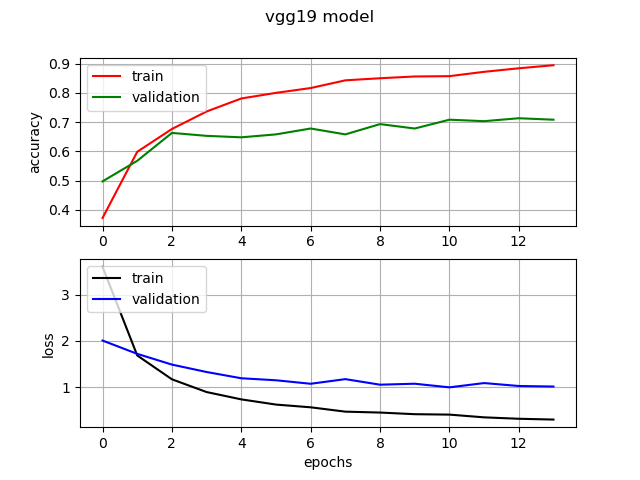 vgg19 model
0.9
0.8
0.7
0.6
0.5
0.4
accuracy
train
validation
0 2 4 6 8 10 12
3
2
1
loss
train
validation
0 2 4 6 8 10 12
epochs